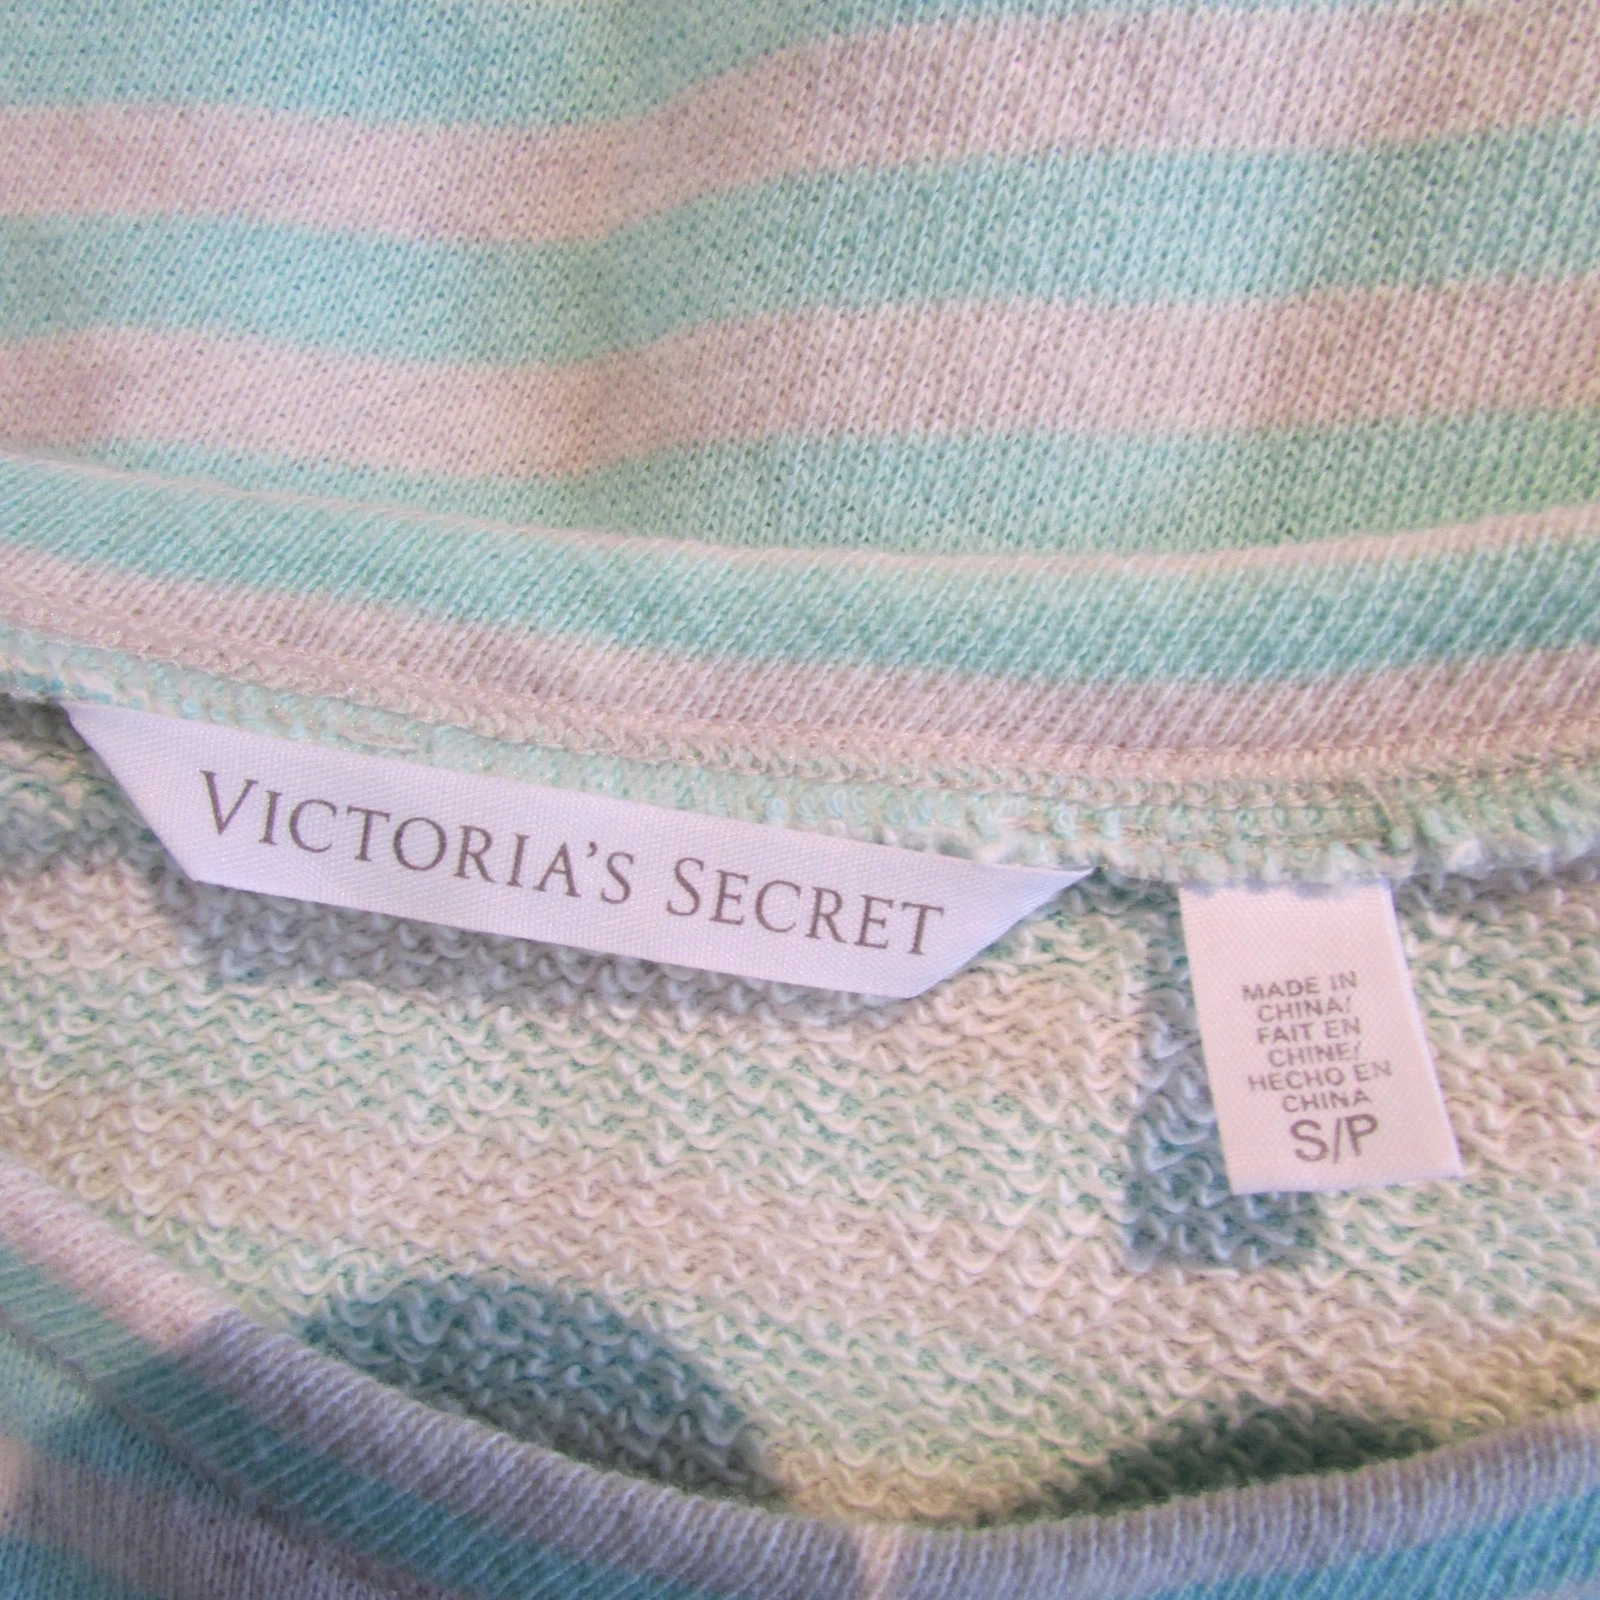 VICTORIA'S SECRET
MADE IN
CHINA/
FAIT EN
CHINE/
HECHO EN
CHINA
S/P